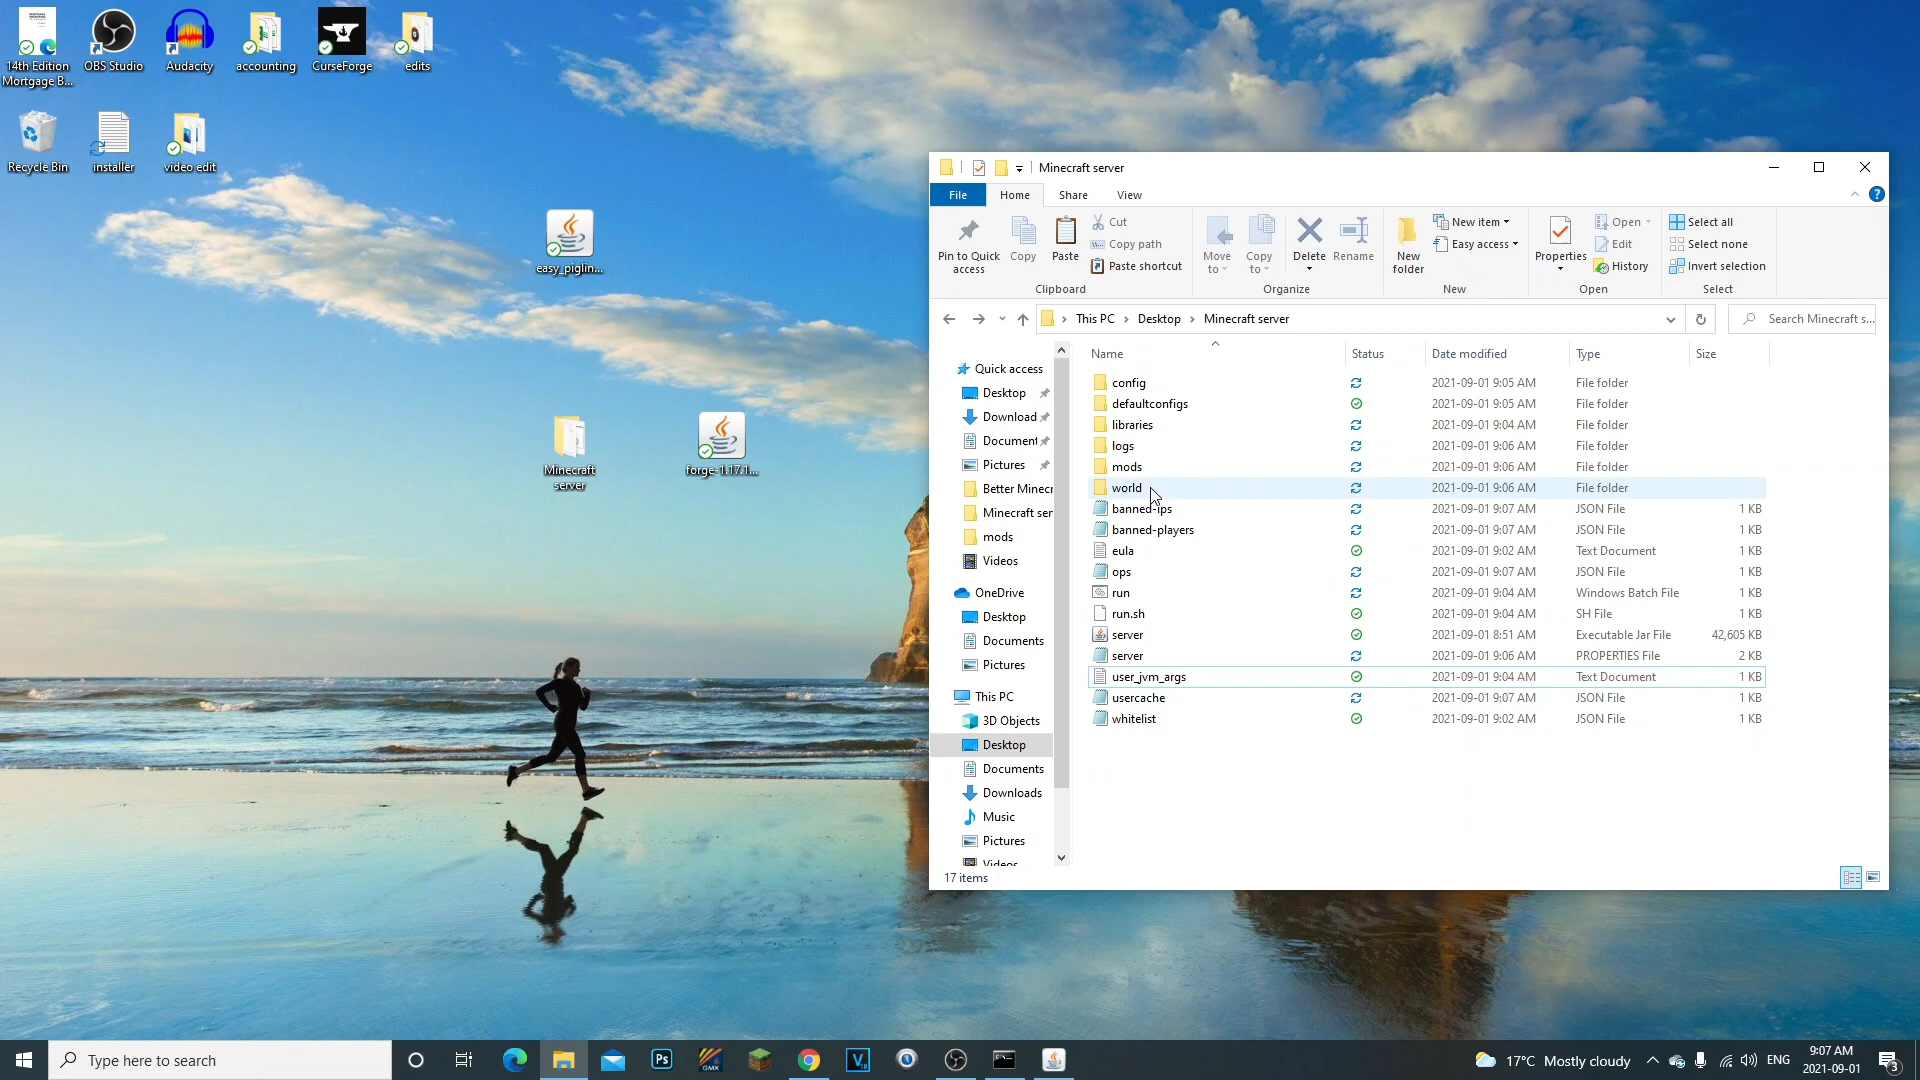 14th Edition
Mortgage B...
OBS Studio
Audacity
accounting
CurseForge
edits
Recycle Bin
installer
video edit
easy_piglin...
Minecraft
server
forge-1.17.1...
Minecraft server
File
Home
Share
View
Pin to Quick
access
Copy
Paste
Cut
Copy path
Paste shortcut
Clipboard
Move
to
Copy
to
Delete
Rename
Organize
New
folder
New item
Easy access
New
Properties
Open
Edit
History
Open
Select all
Select none
Invert selection
Select
This PC
Desktop
Minecraft server
Search Minecraft s...
Quick access
Desktop
Download
Document
Pictures
Better Minecr
Minecraft ser
mods
Videos
OneDrive
Desktop
Documents
Pictures
This PC
3D Objects
Desktop
Documents
Downloads
Music
Pictures
Videos
Name Status Date modified Type Size
config 2021-09-01 9:05 AM File folder
defaultconfigs 2021-09-01 9:05 AM File folder
libraries 2021-09-01 9:04 AM File folder
logs 2021-09-01 9:06 AM File folder
mods 2021-09-01 9:06 AM File folder
world 2021-09-01 9:06 AM File folder
banned-ips 2021-09-01 9:07 AM JSON File 1 KB
banned-players 2021-09-01 9:07 AM JSON File 1 KB
eula 2021-09-01 9:02 AM Text Document 1 KB
ops 2021-09-01 9:07 AM JSON File 1 KB
run 2021-09-01 9:04 AM Windows Batch File 1 KB
run.sh 2021-09-01 9:04 AM SH File 1 KB
server 2021-09-01 8:51 AM Executable Jar File 42,605 KB
server 2021-09-01 9:06 AM PROPERTIES File 2 KB
user_jvm_args 2021-09-01 9:04 AM Text Document 1 KB
usercache 2021-09-01 9:07 AM JSON File 1 KB
whitelist 2021-09-01 9:02 AM JSON File 1 KB
17 items
Type here to search
Ps
GMX
V
18
17°C Mostly cloudy
ENG
9:07 AM
2021-09-01
3